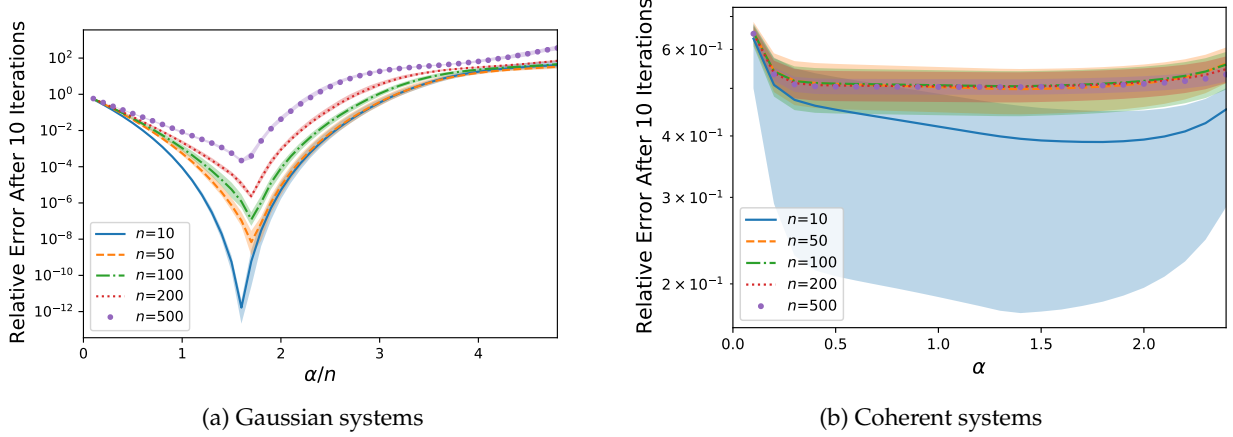 Relative Error After 10 Iterations
10^2
10^0
10^−2
10^−4
10^−6
10^−8
10^−10
10^−12
n=10
n=50
n=100
n=200
n=500
0 1 2 3 4
α/n
(a) Gaussian systems
Relative Error After 10 Iterations
6 × 10^−1
4 × 10^−1
3 × 10^−1
2 × 10^−1
n=10
n=50
n=100
n=200
n=500
0.0 0.5 1.0 1.5 2.0
α
(b) Coherent systems